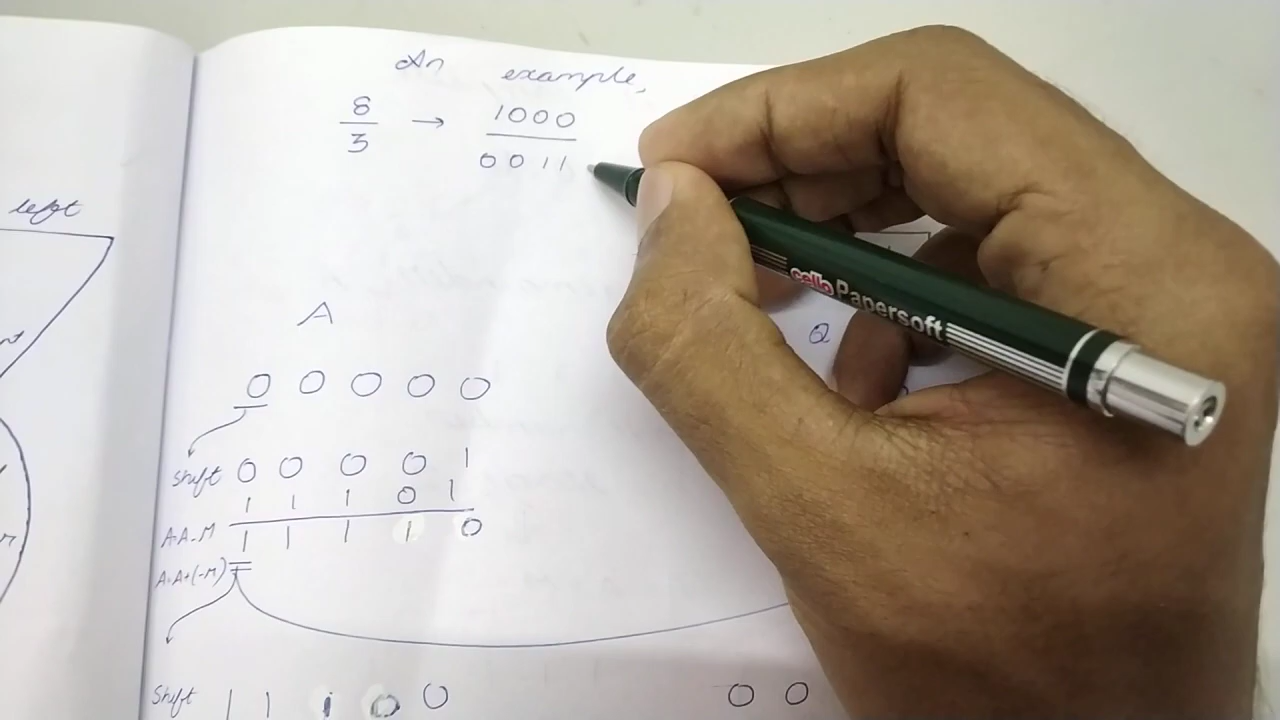 left
An example,
8/3 → 1000/0011
cello Papersoft
A Q
0 0 0 0 0
Shift 0 0 0 0 1
1 1 1 0 1
A=A-M 1 1 1 1 0
A=A+(-M)
Shift 1 1 1 0 0 0 0